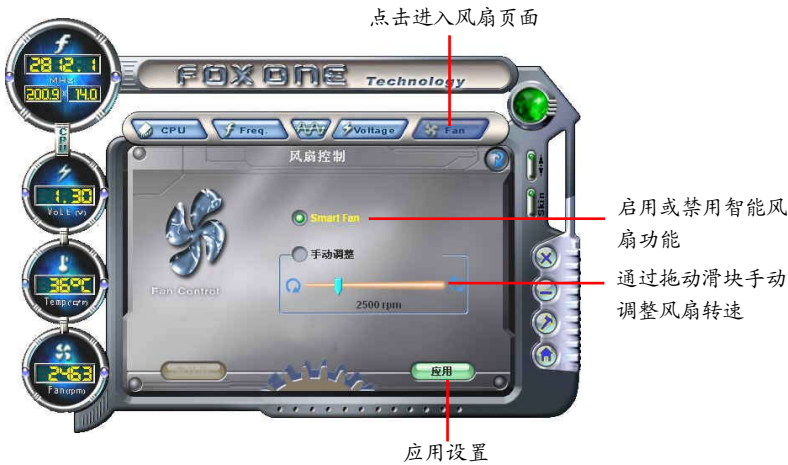 点击进入风扇页面
f
2812.1
MHz
200.9 × 14.0
CPU
FOX ONE Technology
CPU
Freq.
Voltage
Fan
风扇控制
1.30
Volt.(v)
Smart Fan
Skin
启用或禁用智能风
扇功能
手动调整
36°C
Temp(c/f)
Fan Control
2500 rpm
通过拖动滑块手动
调整风扇转速
2463
Fan(rpm)
应用
应用设置